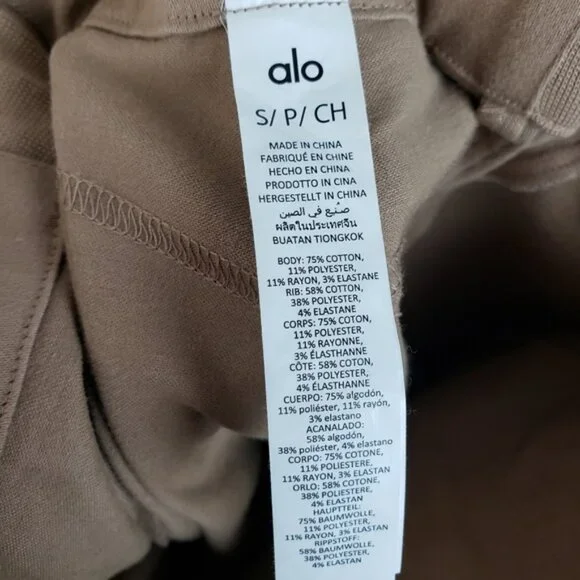 alo
S/ P/ CH
MADE IN CHINA
FABRIQUÉ EN CHINE
HECHO EN CHINA
PRODOTTO IN CINA
HERGESTELLT IN CHINA
صنع في الصين
ผลิตในประเทศจีน
BUATAN TIONGKOK
BODY: 75% COTTON,
11% POLYESTER,
11% RAYON, 3% ELASTANE
RIB: 58% COTTON,
38% POLYESTER,
4% ELASTANE
CORPS: 75% COTON,
11% POLYESTER,
11% RAYONNE,
3% ÉLASTHANNE
CÔTE: 58% COTON,
38% POLYESTER,
4% ÉLASTHANE
CUERPO: 75% algodón,
11% poliéster, 11% rayón,
3% elastano
ACANALADO:
58% algodón,
38% poliéster, 4% elastano
CORPO: 75% COTONE,
11% POLIESTERE,
11% RAYON, 3% ELASTAN
ORLO: 58% COTONE,
38% POLIESTERE,
4% ELASTAN
HAUPTTEIL:
75% BAUMWOLLE,
11% POLYESTER,
11% RAYON, 3% ELASTAN
RIPPSTOFF:
58% BAUMWOLLE,
38% POLYESTER,
4% ELASTAN